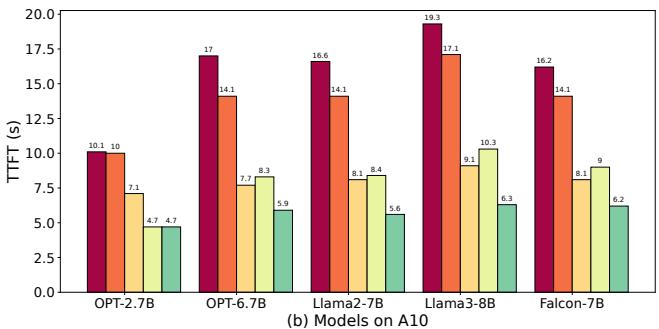 TTFT (s)
20.0
17.5
15.0
12.5
10.0
7.5
5.0
2.5
0.0
10.1 10 7.1 4.7 4.7
17 14.1 7.7 8.3 5.9
16.6 14.1 8.1 8.4 5.6
19.3 17.1 9.1 10.3 6.3
16.2 14.1 8.1 9 6.2
OPT-2.7B OPT-6.7B Llama2-7B Llama3-8B Falcon-7B
(b) Models on A10